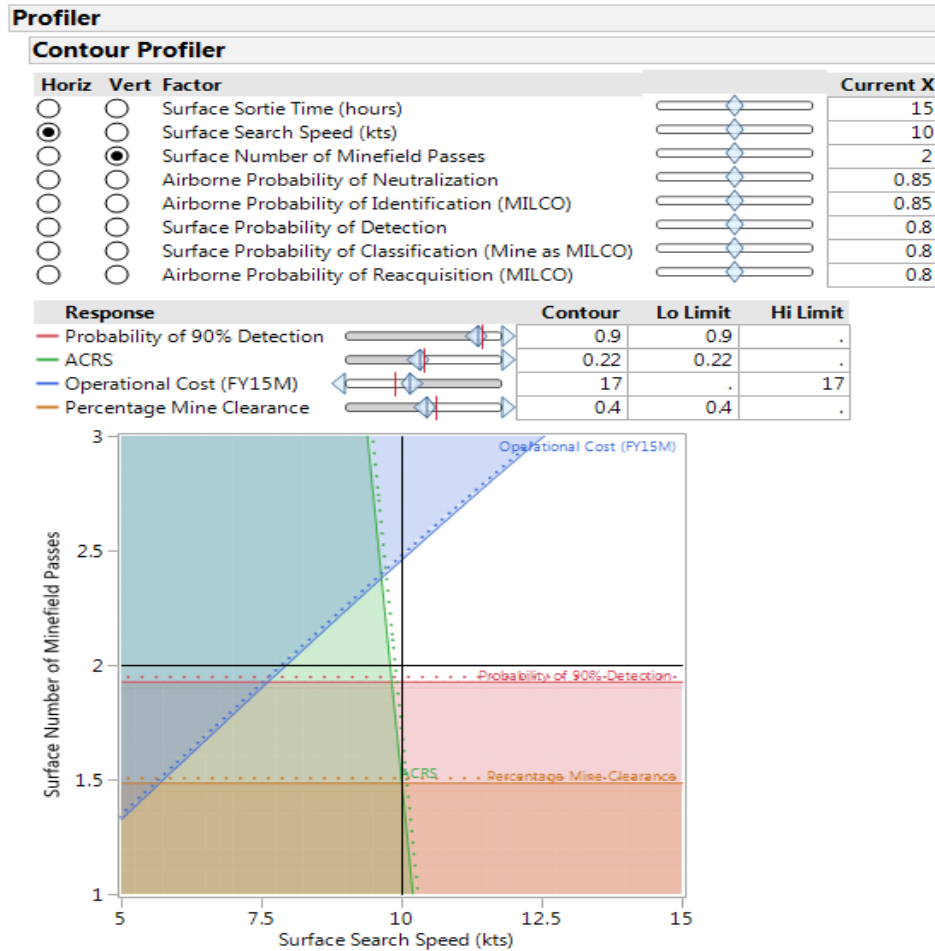 Profiler
Contour Profiler
Horiz Vert Factor Current X
Surface Sortie Time (hours) 15
Surface Search Speed (kts) 10
Surface Number of Minefield Passes 2
Airborne Probability of Neutralization 0.85
Airborne Probability of Identification (MILCO) 0.85
Surface Probability of Detection 0.8
Surface Probability of Classification (Mine as MILCO) 0.8
Airborne Probability of Reacquisition (MILCO) 0.8
Response Contour Lo Limit Hi Limit
Probability of 90% Detection 0.9 0.9 .
ACRS 0.22 0.22 .
Operational Cost (FY15M) 17 . 17
Percentage Mine Clearance 0.4 0.4 .
3
Operational Cost (FY15M)
2.5
2
Probability of 90% Detection
1.5
ACRS
Percentage Mine Clearance
1
Surface Number of Minefield Passes
5 7.5 10 12.5 15
Surface Search Speed (kts)